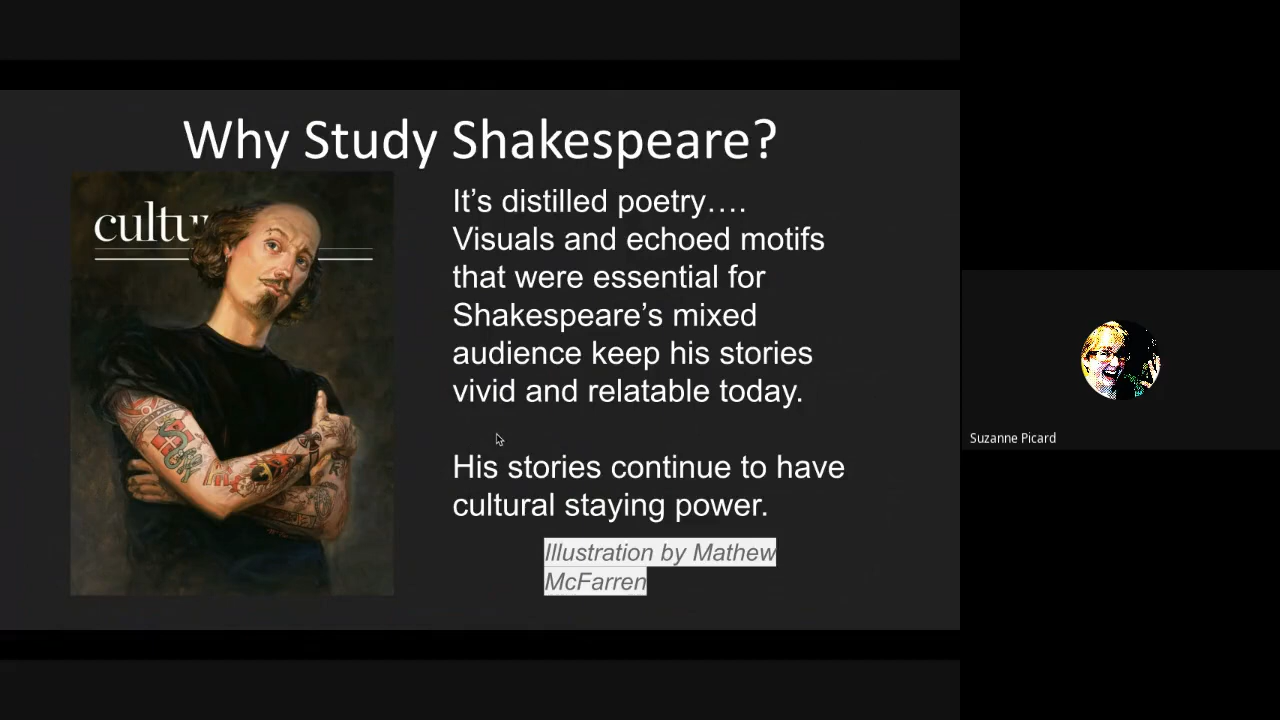 Why Study Shakespeare?
cultu
It’s distilled poetry….
Visuals and echoed motifs
that were essential for
Shakespeare’s mixed
audience keep his stories
vivid and relatable today.
His stories continue to have
cultural staying power.
Illustration by Mathew
McFarren
Suzanne Picard